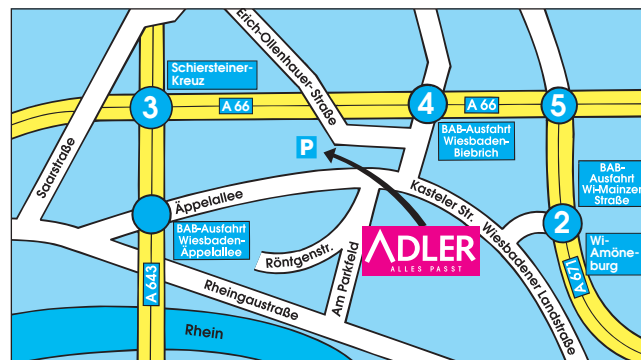 Schiersteiner-
Kreuz
Erich-Ollenhauer-Straße
3
A 66
4
A 66
5
Saarstraße
P
BAB-Ausfahrt
Wiesbaden-
Biebrich
BAB-
Ausfahrt
Wi-Mainzer
Straße
Äppelallee
Kasteler Str.
BAB-Ausfahrt
Wiesbaden-
Äppelallee
Wiesbadener Landstraße
2
Wi-
Amöne-
burg
ADLER
ALLES PASST
Röntgenstr.
Am Parkfeld
A 643
Rheingaustraße
A 671
Rhein